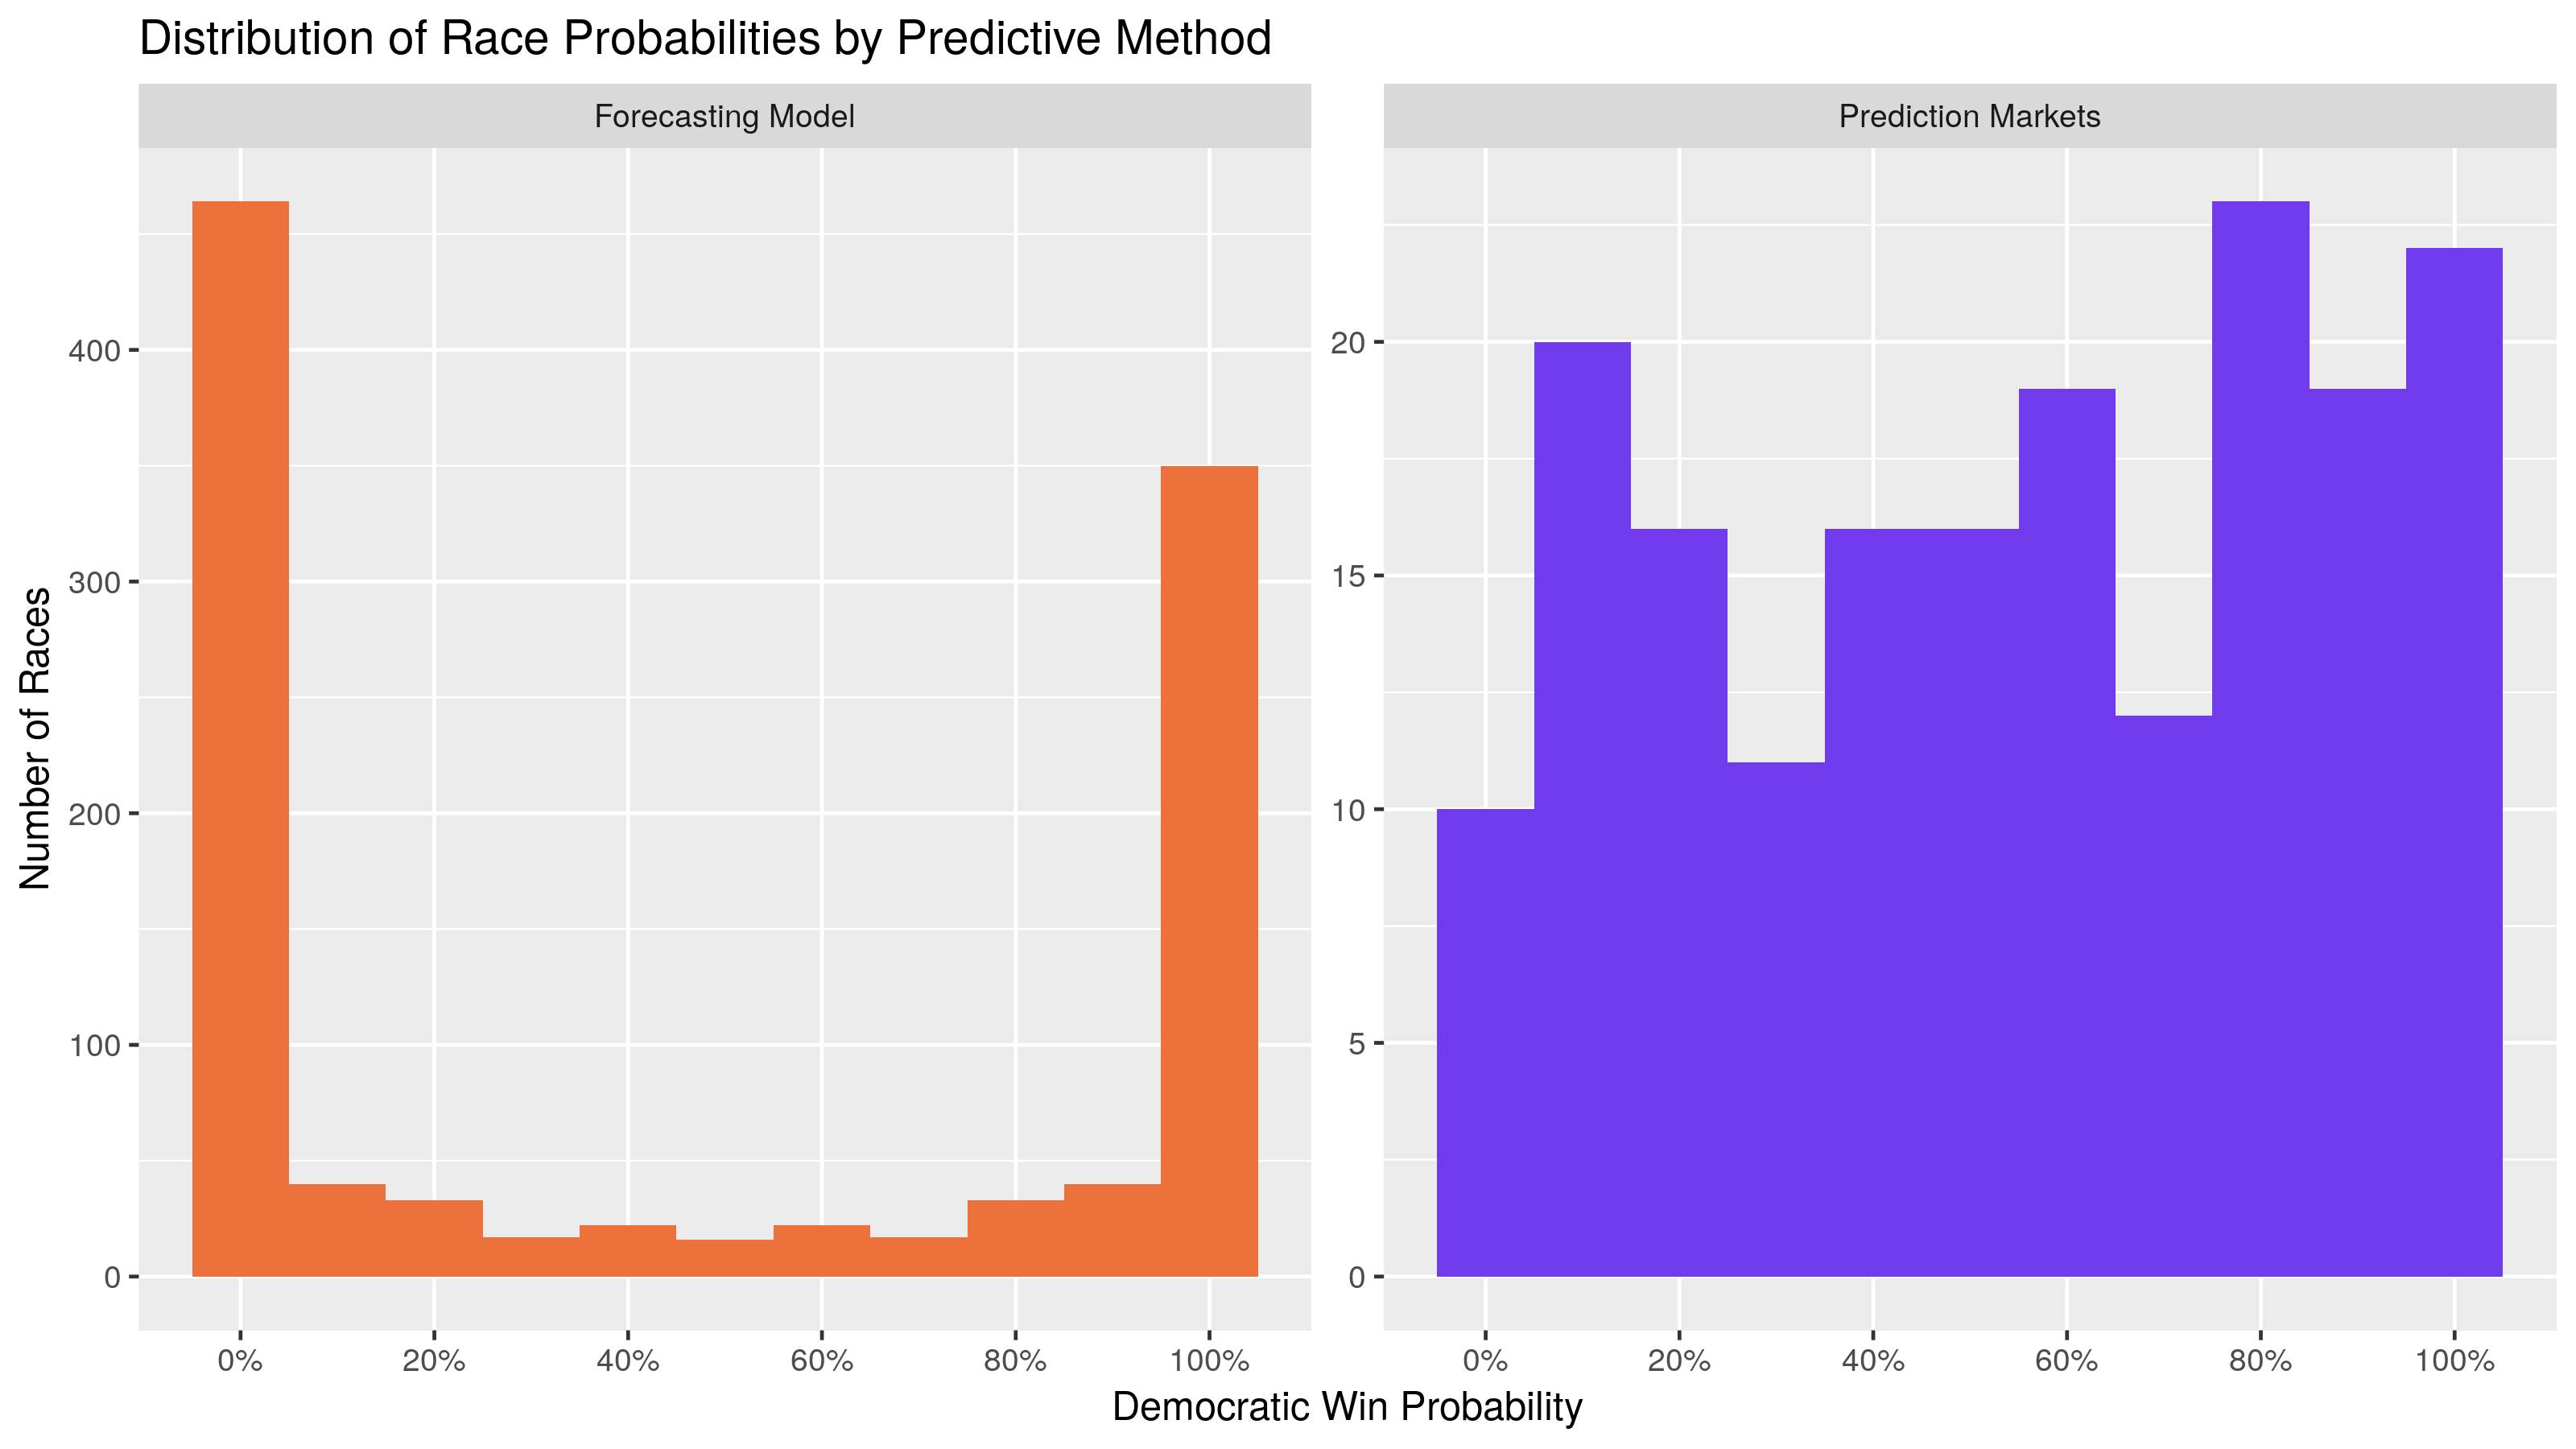 Distribution of Race Probabilities by Predictive Method
Forecasting Model
Prediction Markets
Number of Races
400
300
200
100
0
20
15
10
5
0
0% 20% 40% 60% 80% 100%
0% 20% 40% 60% 80% 100%
Democratic Win Probability